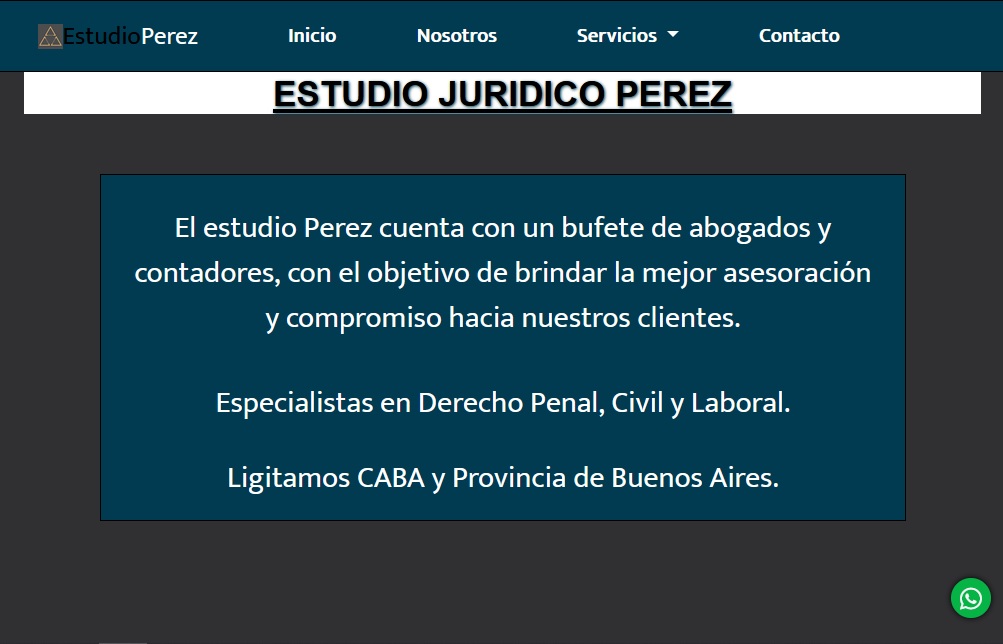 EstudioPerez
Inicio
Nosotros
Servicios
Contacto
ESTUDIO JURIDICO PEREZ
El estudio Perez cuenta con un bufete de abogados y
contadores, con el objetivo de brindar la mejor asesoración
y compromiso hacia nuestros clientes.
Especialistas en Derecho Penal, Civil y Laboral.
Ligitamos CABA y Provincia de Buenos Aires.